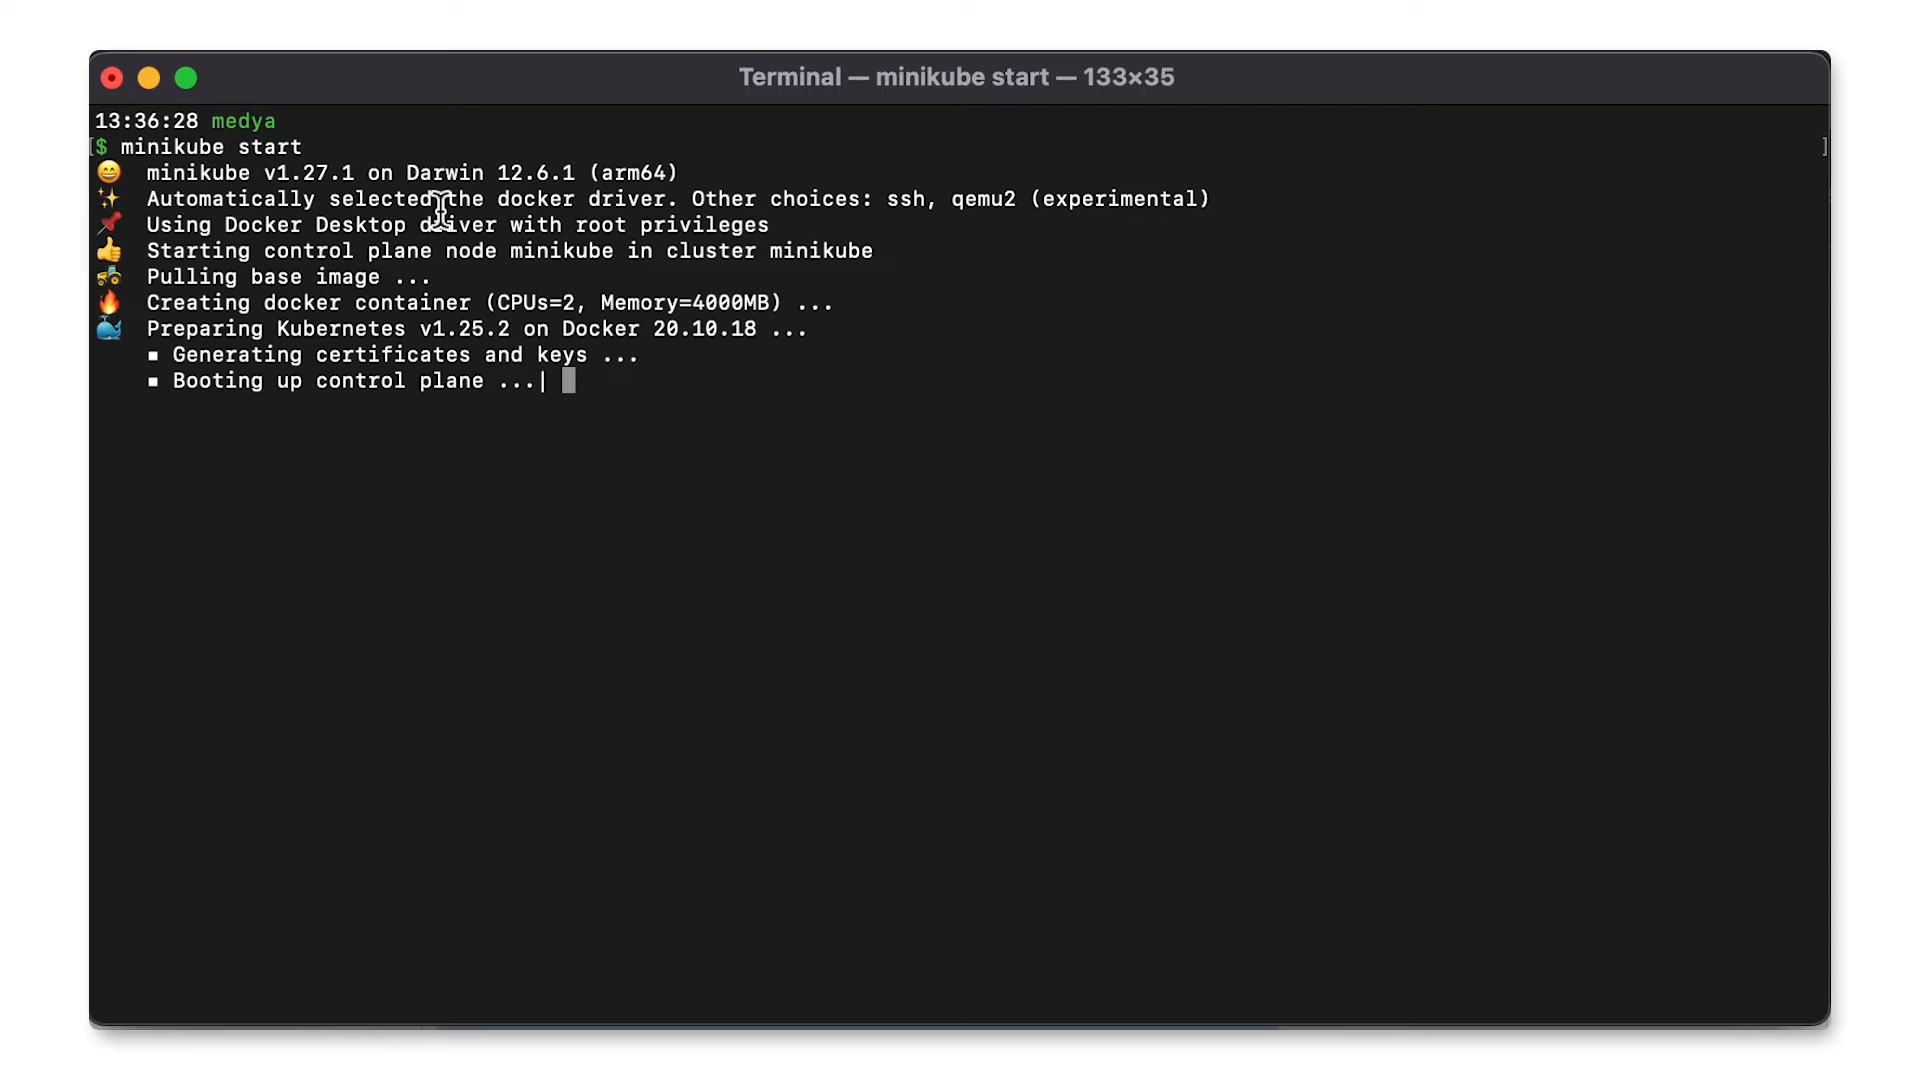 Terminal — minikube start — 133×35
13:36:28 medya
[$ minikube start ]
😄 minikube v1.27.1 on Darwin 12.6.1 (arm64)
✨ Automatically selected the docker driver. Other choices: ssh, qemu2 (experimental)
📌 Using Docker Desktop driver with root privileges
👍 Starting control plane node minikube in cluster minikube
🚜 Pulling base image ...
🔥 Creating docker container (CPUs=2, Memory=4000MB) ...
🐳 Preparing Kubernetes v1.25.2 on Docker 20.10.18 ...
▪ Generating certificates and keys ...
▪ Booting up control plane ...|